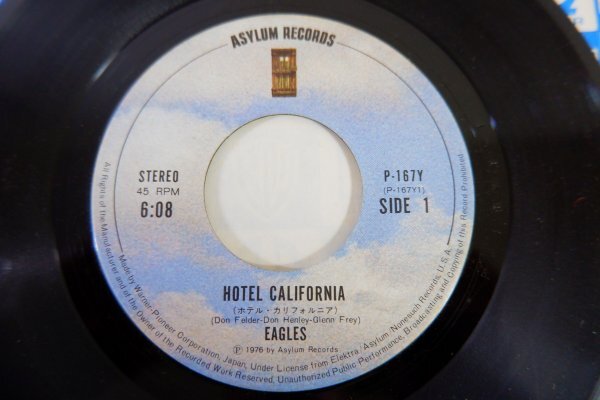 ASYLUM RECORDS
STEREO
45 RPM
6:08
P-167Y
(P-167Y1)
SIDE 1
HOTEL CALIFORNIA
(ホテル・カリフォルニア)
(Don Felder-Don Henley-Glenn Frey)
EAGLES
Ⓟ 1976 by Asylum Records
Made by Warner-Pioneer Corporation, Japan, Under License from Elektra/Asylum/Nonesuch Records, U.S.A.
All Rights of the Manufacturer and of the Owner of the Recorded Work Reserved, Unauthorized Public Performance, Broadcasting and Copying of this Record Prohibited